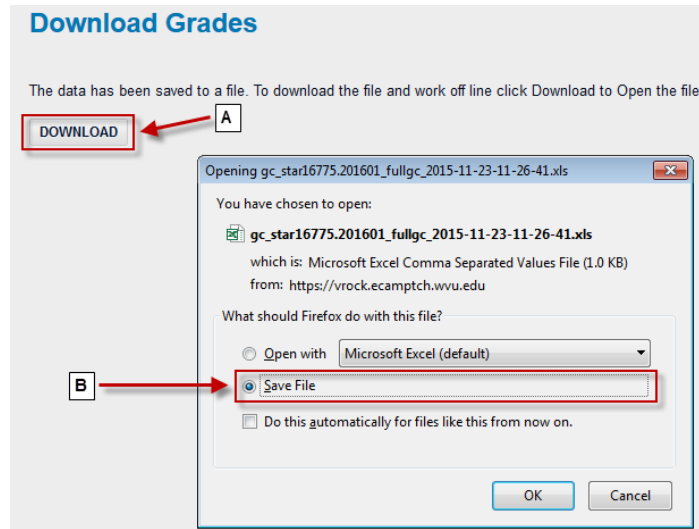 Download Grades
The data has been saved to a file. To download the file and work off line click Download to Open the file
DOWNLOAD
A
Opening gc_star16775.201601_fullgc_2015-11-23-11-26-41.xls
You have chosen to open:
gc_star16775.201601_fullgc_2015-11-23-11-26-41.xls
which is: Microsoft Excel Comma Separated Values File (1.0 KB)
from: https://vrock.ecamptch.wvu.edu
What should Firefox do with this file?
Open with Microsoft Excel (default)
B
Save File
Do this automatically for files like this from now on.
OK Cancel